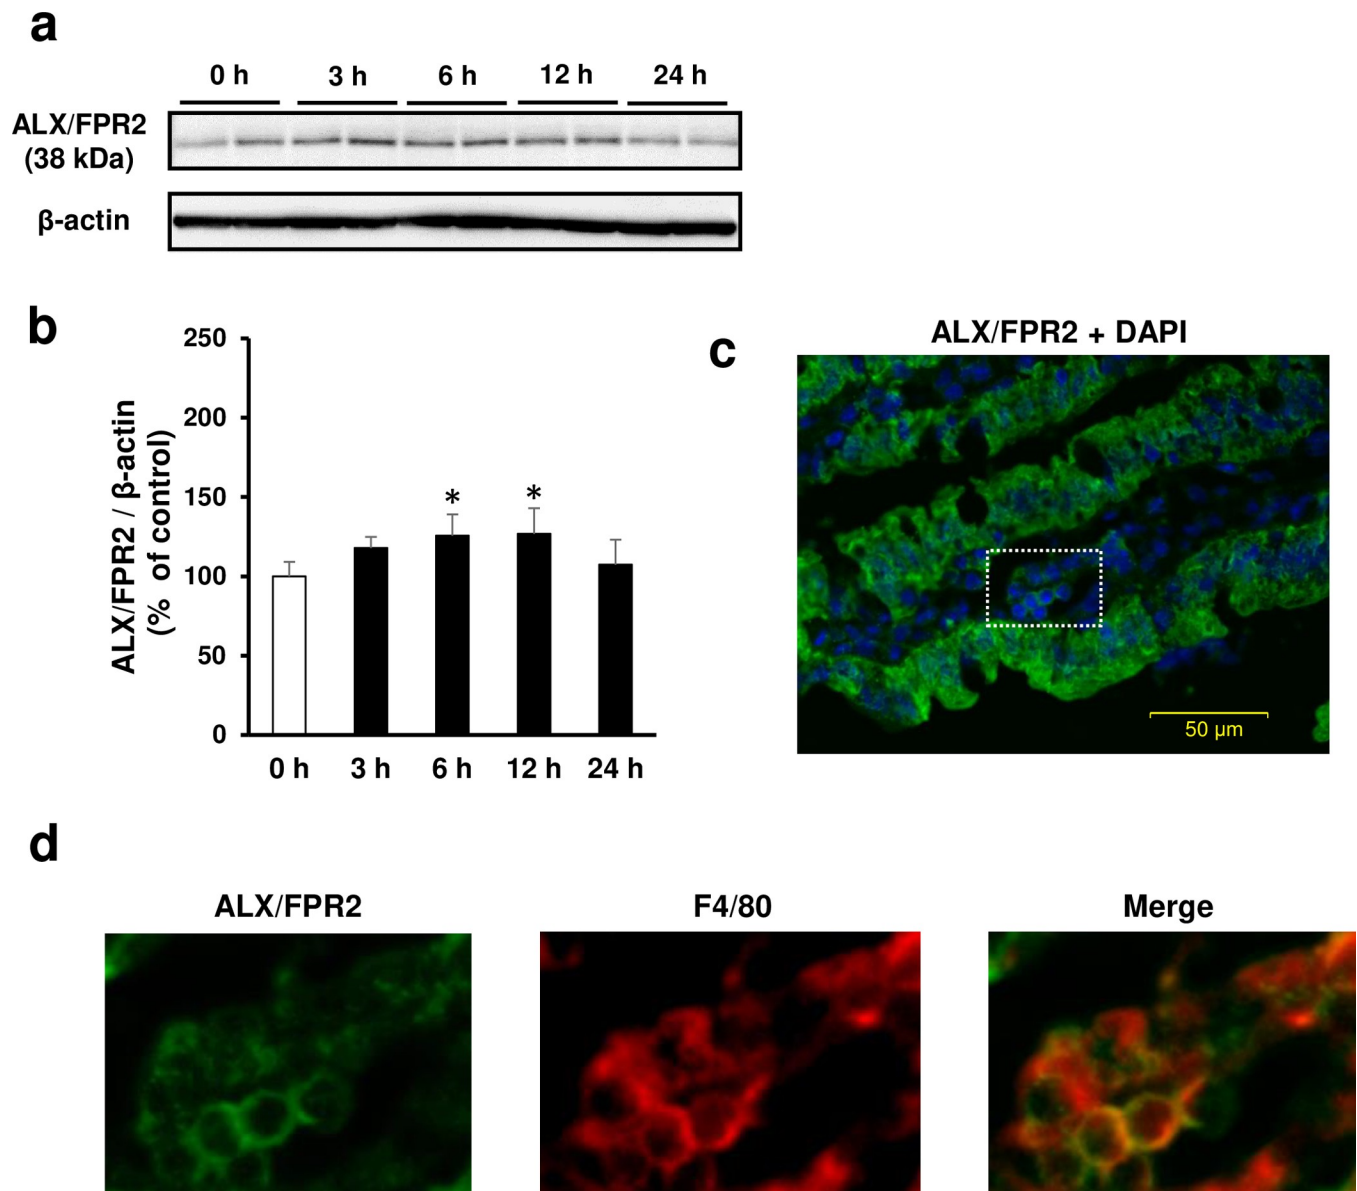 a
0 h 3 h 6 h 12 h 24 h
ALX/FPR2
(38 kDa)
β-actin
b
ALX/FPR2 / β-actin
(% of control)
250
200
150
100
50
0
* *
0 h 3 h 6 h 12 h 24 h
c
ALX/FPR2 + DAPI
50 µm
d
ALX/FPR2 F4/80 Merge